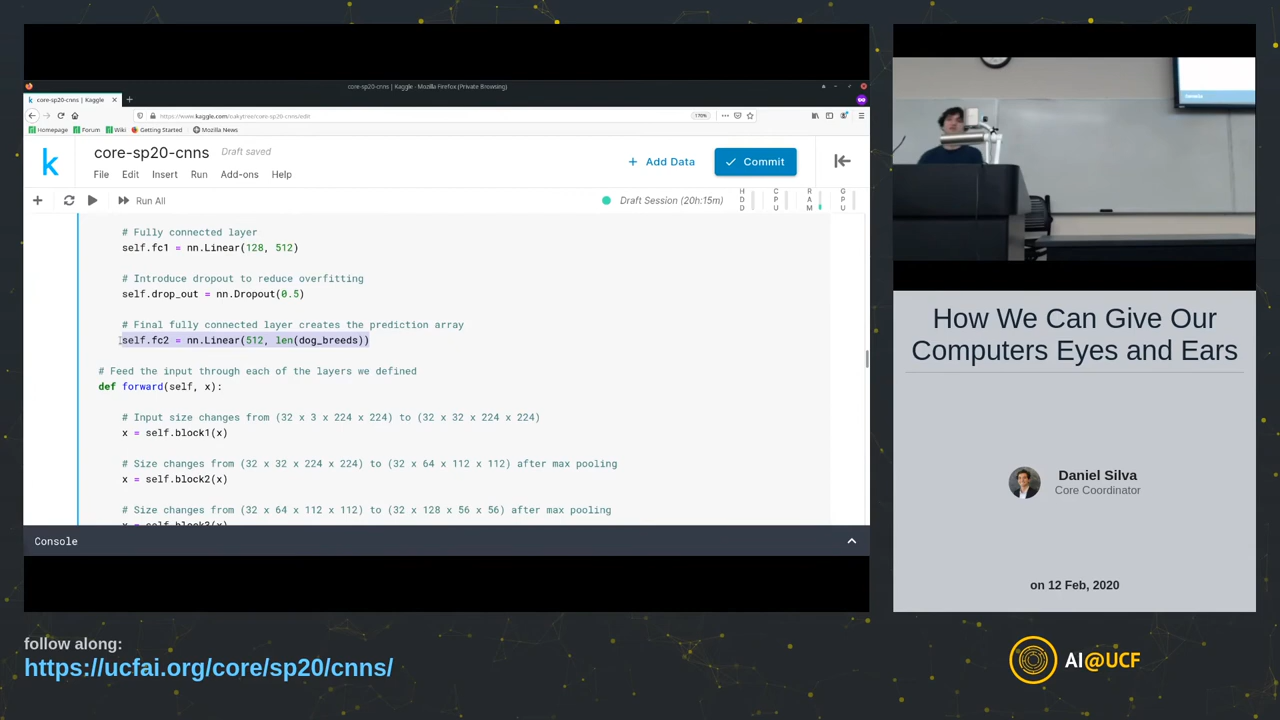 core-sp20-cnns | Kaggle - Mozilla Firefox (Private Browsing)
core-sp20-cnns | Kaggle
Homepage
Forum
Wiki
Getting Started
Mozilla News
170%
core-sp20-cnns
Draft saved
File
Edit
Insert
Run
Add-ons
Help
+ Add Data
Commit
Run All
Draft Session (20h:15m)
HDD
CPU
RAM
GPU
# Fully connected layer
self.fc1 = nn.Linear(128, 512)
# Introduce dropout to reduce overfitting
self.drop_out = nn.Dropout(0.5)
# Final fully connected layer creates the prediction array
self.fc2 = nn.Linear(512, len(dog_breeds))
# Feed the input through each of the layers we defined
def forward(self, x):
# Input size changes from (32 x 3 x 224 x 224) to (32 x 32 x 224 x 224)
x = self.block1(x)
# Size changes from (32 x 32 x 224 x 224) to (32 x 64 x 112 x 112) after max pooling
x = self.block2(x)
# Size changes from (32 x 64 x 112 x 112) to (32 x 128 x 56 x 56) after max pooling
Console
How We Can Give Our
Computers Eyes and Ears
Daniel Silva
Core Coordinator
on 12 Feb, 2020
follow along:
https://ucfai.org/core/sp20/cnns/
AI@UCF